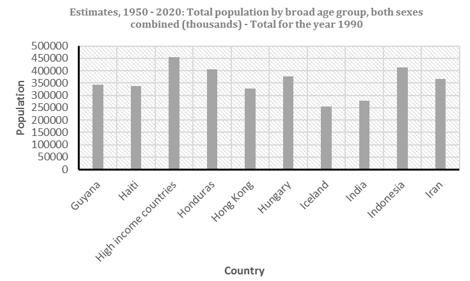 Estimates, 1950 - 2020: Total population by broad age group, both sexes
combined (thousands) - Total for the year 1990
Population
500000
450000
400000
350000
300000
250000
200000
150000
100000
50000
0
Guyana
Haiti
High income countries
Honduras
Hong Kong
Hungary
Iceland
India
Indonesia
Iran
Country